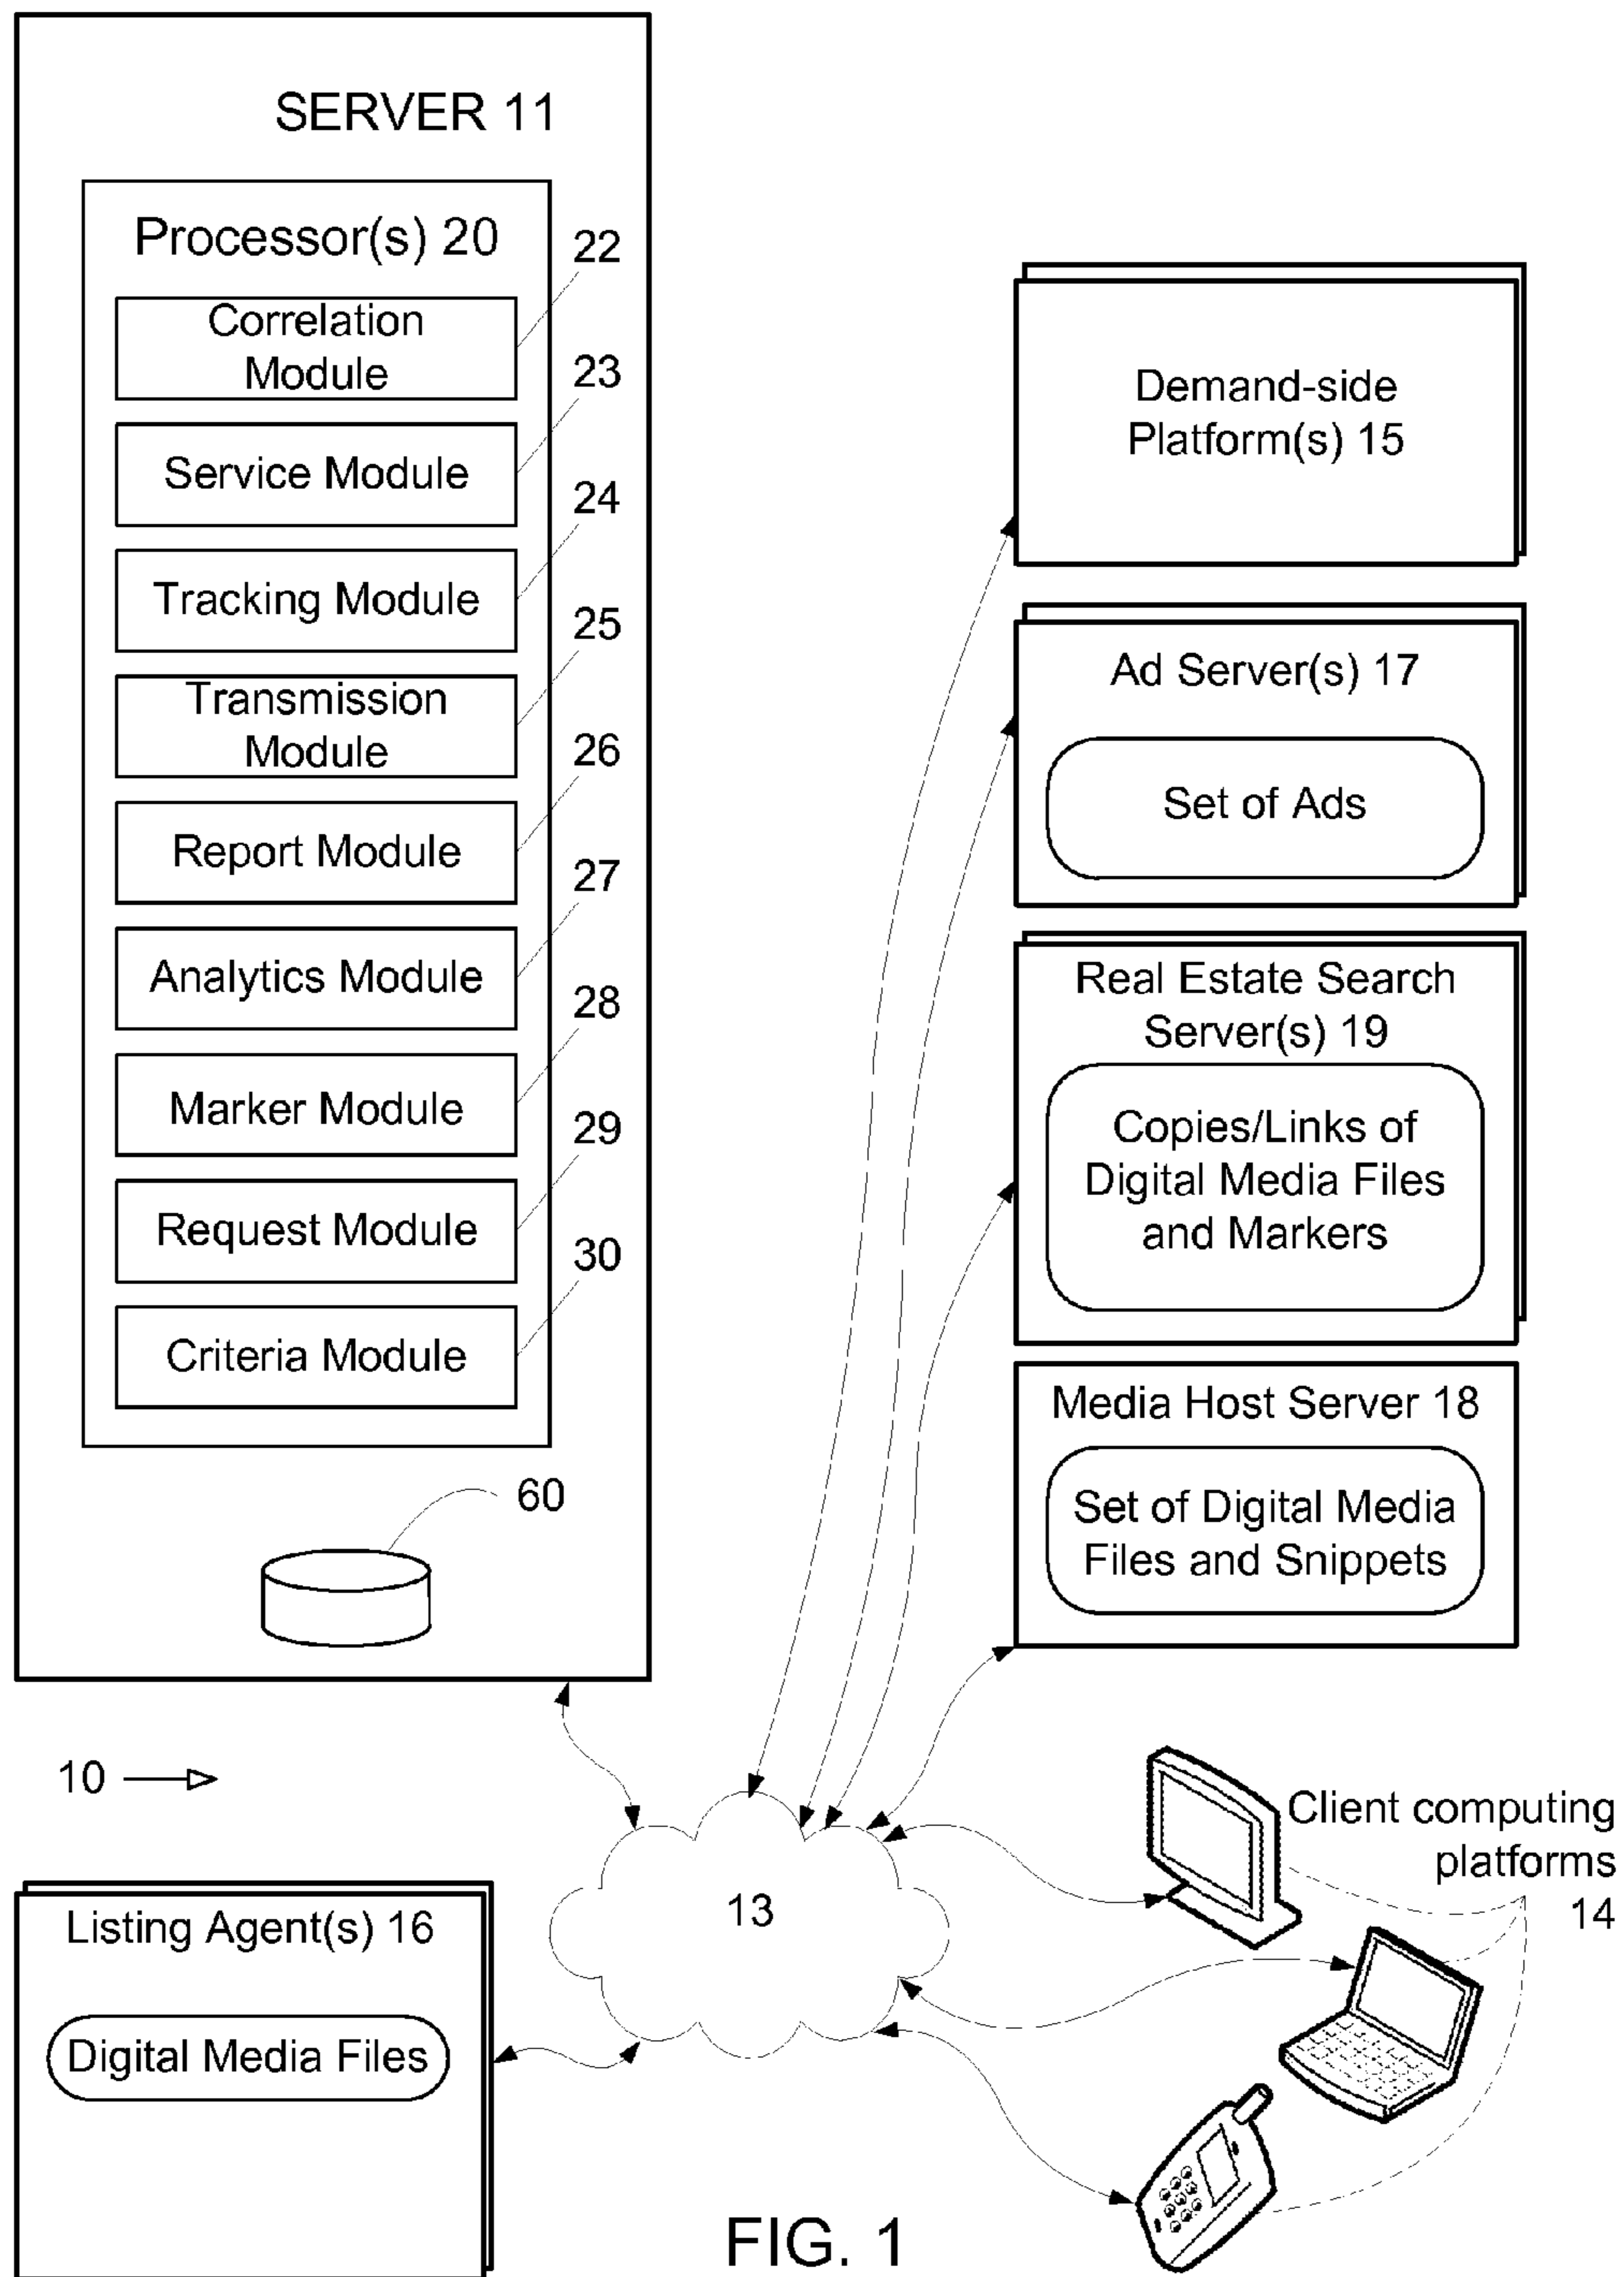 SERVER 11
Processor(s) 20
22
Correlation
Module
23
Service Module
24
Tracking Module
25
Transmission
Module
26
Report Module
27
Analytics Module
28
Marker Module
29
Request Module
30
Criteria Module
60
Demand-side
Platform(s) 15
Ad Server(s) 17
Set of Ads
Real Estate Search
Server(s) 19
Copies/Links of
Digital Media Files
and Markers
Media Host Server 18
Set of Digital Media
Files and Snippets
10
13
Client computing
platforms
14
Listing Agent(s) 16
Digital Media Files
FIG. 1